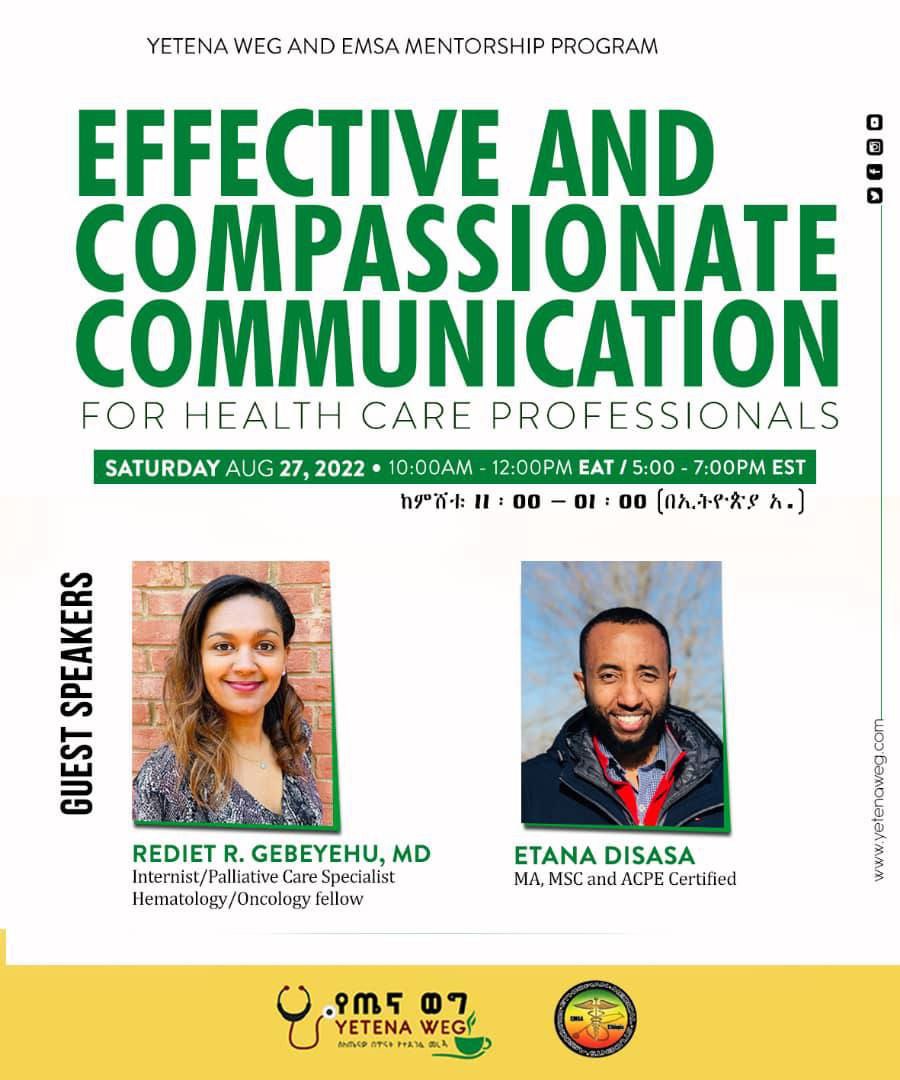 YETENA WEG AND EMSA MENTORSHIP PROGRAM
EFFECTIVE AND
COMPASSIONATE
COMMUNICATION
FOR HEALTH CARE PROFESSIONALS
SATURDAY AUG 27, 2022 • 10:00AM - 12:00PM EAT / 5:00 - 7:00PM EST
ከምሽቱ 11 : 00 – 01 : 00 (በኢትዮጵያ አ.)
GUEST SPEAKERS
REDIET R. GEBEYEHU, MD
Internist/Palliative Care Specialist
Hematology/Oncology fellow
ETANA DISASA
MA, MSC and ACPE Certified
www.yetenaweg.com
የጤና ወግ
YETENA WEG
EMSA
Ethiopia